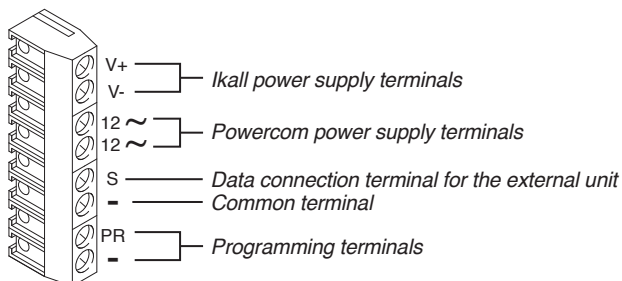 V+
V-
Ikall power supply terminals
12 ~
12 ~
Powercom power supply terminals
S
Data connection terminal for the external unit
-
Common terminal
PR
-
Programming terminals